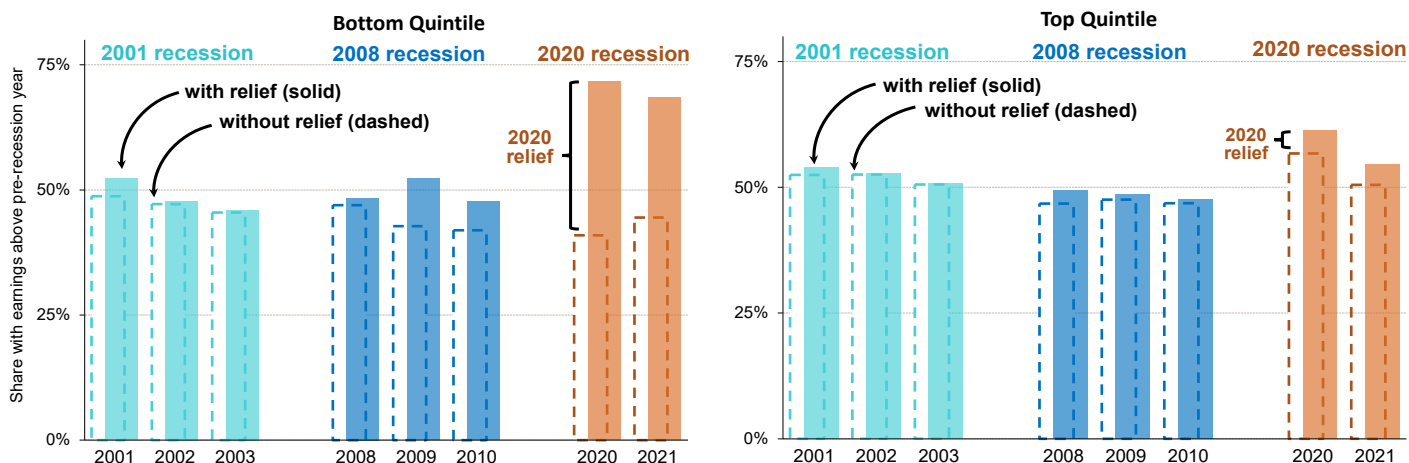 Bottom Quintile
2001 recession 2008 recession 2020 recession
Share with earnings above pre-recession year
75%
50%
25%
0%
with relief (solid)
without relief (dashed)
2020
relief
2001 2002 2003 2008 2009 2010 2020 2021
Top Quintile
2001 recession 2008 recession 2020 recession
75%
50%
25%
0%
with relief (solid)
without relief (dashed)
2020
relief
2001 2002 2003 2008 2009 2010 2020 2021